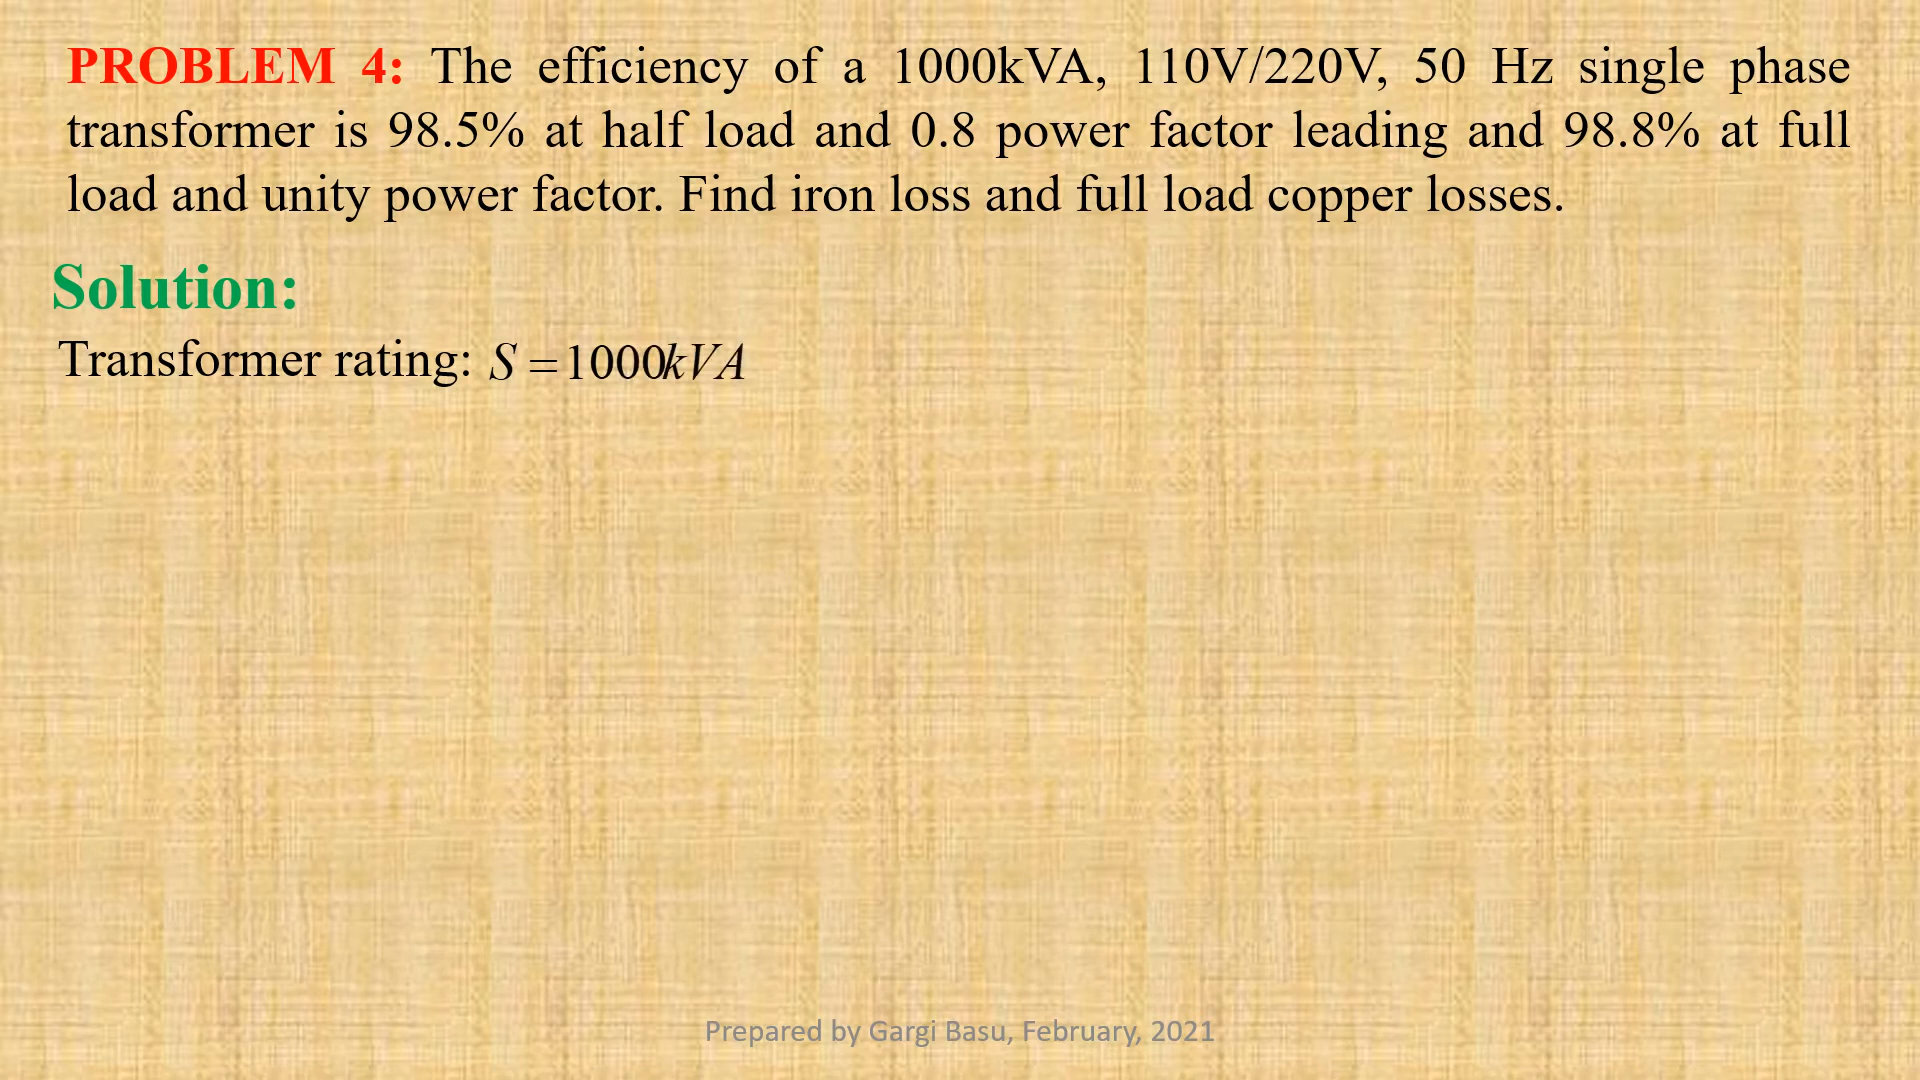 PROBLEM 4: The efficiency of a 1000kVA, 110V/220V, 50 Hz single phase
transformer is 98.5% at half load and 0.8 power factor leading and 98.8% at full
load and unity power factor. Find iron loss and full load copper losses.
Solution:
Transformer rating: S = 1000kVA
Prepared by Gargi Basu, February, 2021